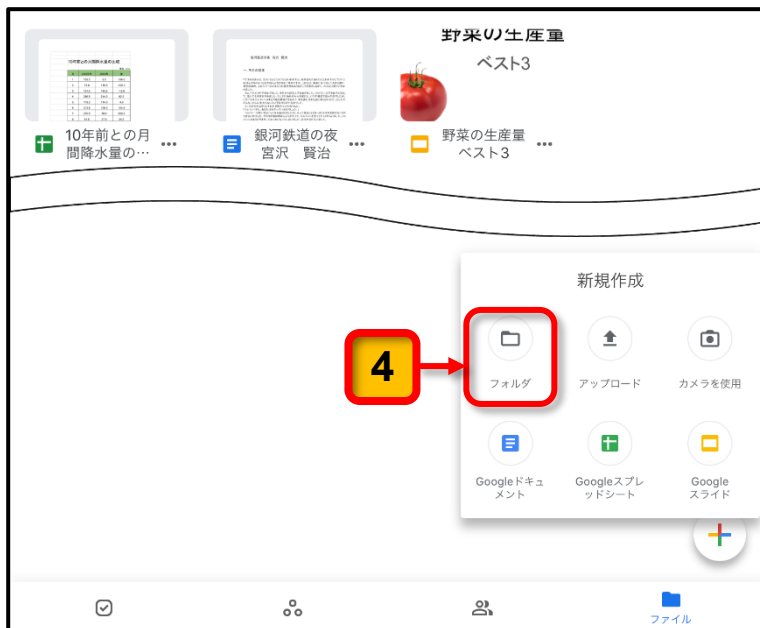 野菜の生産量
ベスト3
10年前との月
間降水量の…
銀河鉄道の夜
宮沢　賢治
野菜の生産量
ベスト3
新規作成
4
フォルダ
アップロード
カメラを使用
Googleドキュ
メント
Googleスプレ
ッドシート
Google
スライド
ファイル